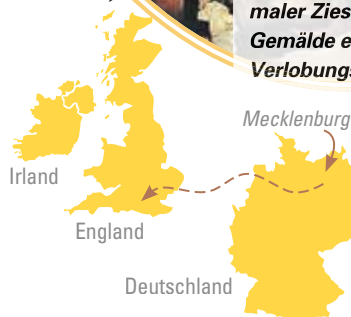 maler Zies
Gemälde e
Verlobungs
Mecklenburg
Irland
England
Deutschland